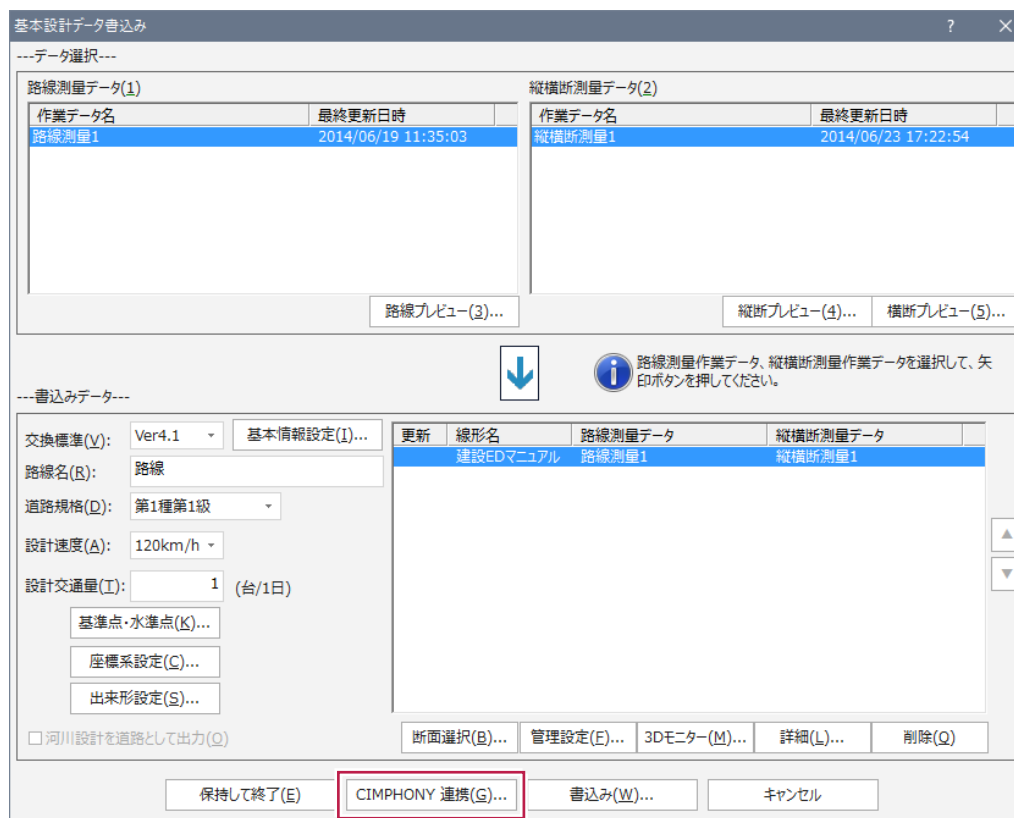 基本設計データ書込み ? ×
---データ選択---
路線測量データ(1) 縦横断測量データ(2)
作業データ名 最終更新日時 作業データ名 最終更新日時
路線測量1 2014/06/19 11:35:03 縦横断測量1 2014/06/23 17:22:54
路線プレビュー(3)... 縦断プレビュー(4)... 横断プレビュー(5)...
路線測量作業データ、縦横断測量作業データを選択して、矢
印ボタンを押してください。
---書込みデータ---
交換標準(V): Ver4.1 基本情報設定(I)... 更新 線形名 路線測量データ 縦横断測量データ
建設EDマニュアル 路線測量1 縦横断測量1
路線名(R): 路線
道路規格(D): 第1種第1級
設計速度(A): 120km/h
設計交通量(T): 1 (台/1日)
基準点・水準点(K)...
座標系設定(C)...
出来形設定(S)...
河川設計を道路として出力(O) 断面選択(B)... 管理設定(F)... 3Dモニター(M)... 詳細(L)... 削除(Q)
保持して終了(E) CIMPHONY 連携(G)... 書込み(W)... キャンセル